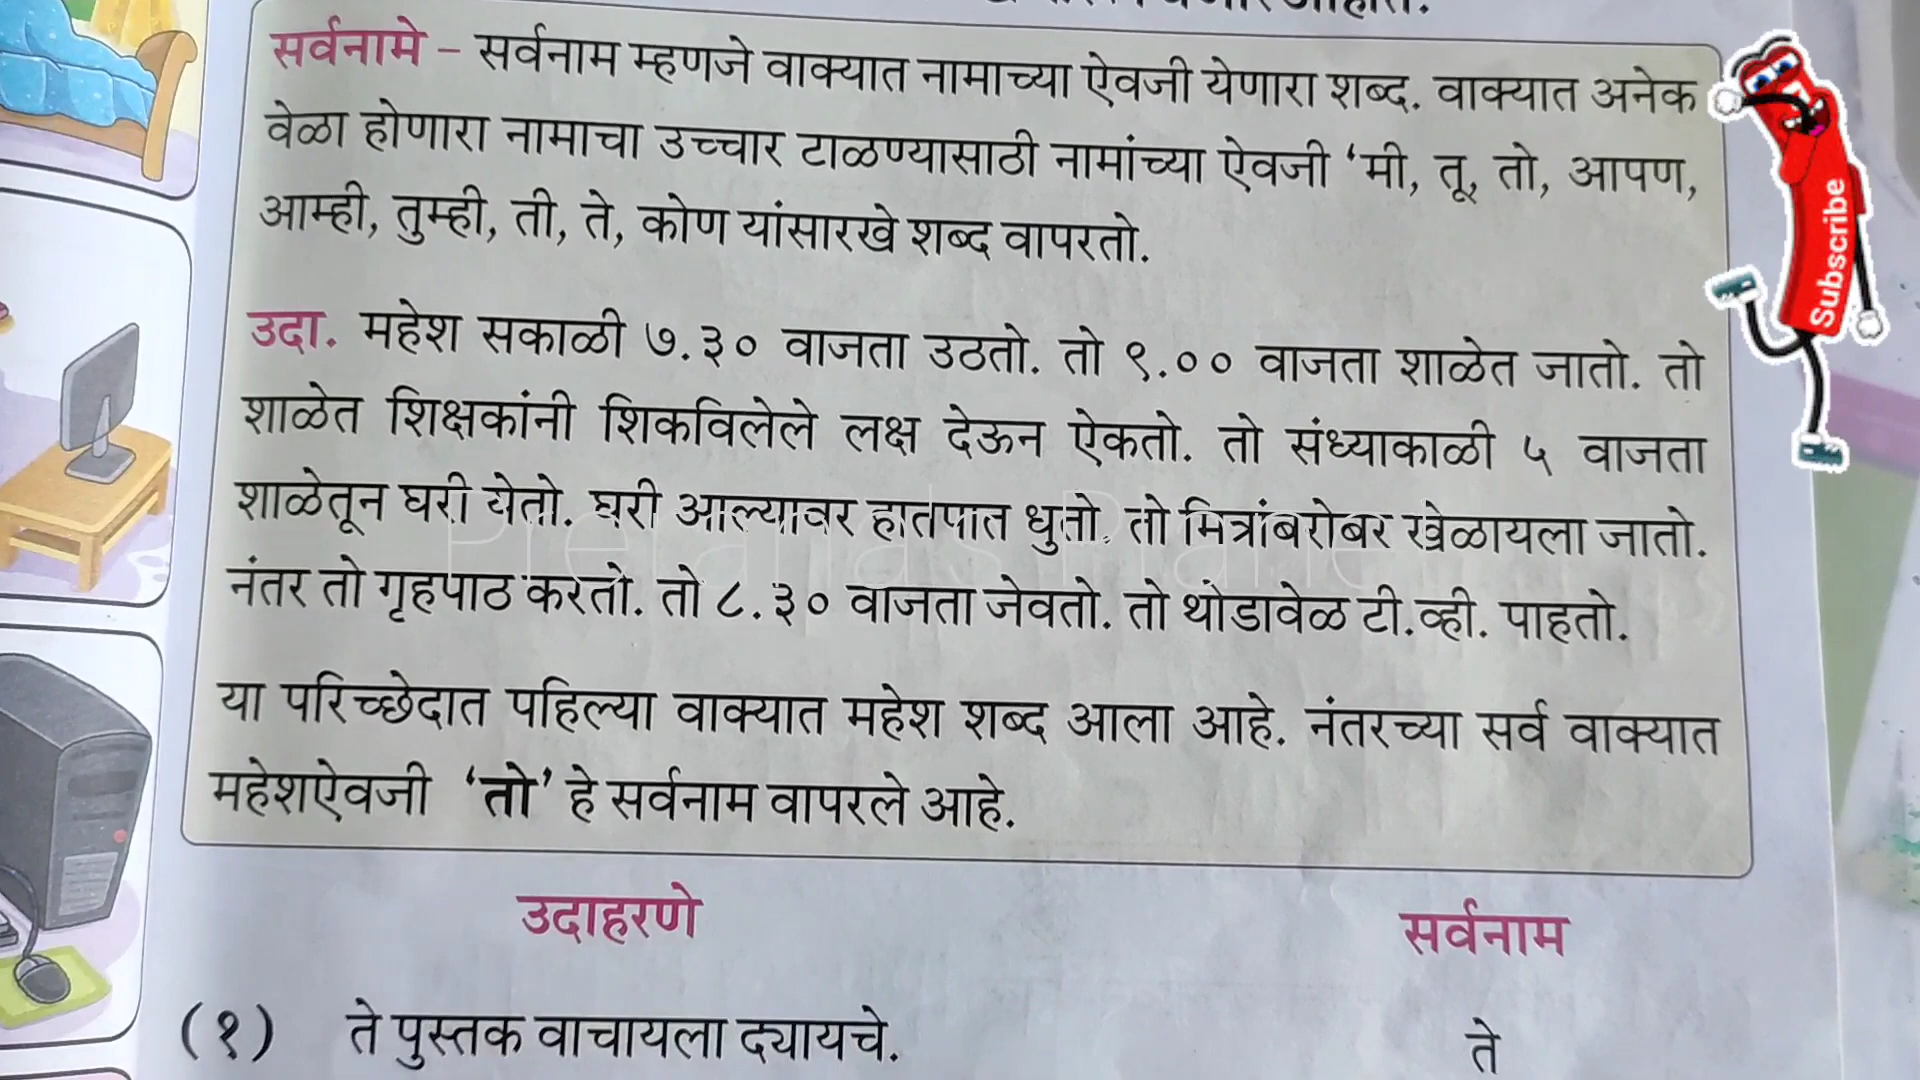 सर्वनामे – सर्वनाम म्हणजे वाक्यात नामाच्या ऐवजी येणारा शब्द. वाक्यात अनेक
वेळा होणारा नामाचा उच्चार टाळण्यासाठी नामांच्या ऐवजी ‘मी, तू, तो, आपण,
आम्ही, तुम्ही, ती, ते, कोण यांसारखे शब्द वापरतो.
उदा. महेश सकाळी ७.३० वाजता उठतो. तो ९.०० वाजता शाळेत जातो. तो
शाळेत शिक्षकांनी शिकविलेले लक्ष देऊन ऐकतो. तो संध्याकाळी ५ वाजता
शाळेतून घरी येतो. घरी आल्यावर हातपात धुतो. तो मित्रांबरोबर खेळायला जातो.
नंतर तो गृहपाठ करतो. तो ८.३० वाजता जेवतो. तो थोडावेळ टी.व्ही. पाहतो.
या परिच्छेदात पहिल्या वाक्यात महेश शब्द आला आहे. नंतरच्या सर्व वाक्यात
महेशऐवजी ‘तो’ हे सर्वनाम वापरले आहे.
उदाहरणे सर्वनाम
(१) ते पुस्तक वाचायला द्यायचे. ते
Subscribe